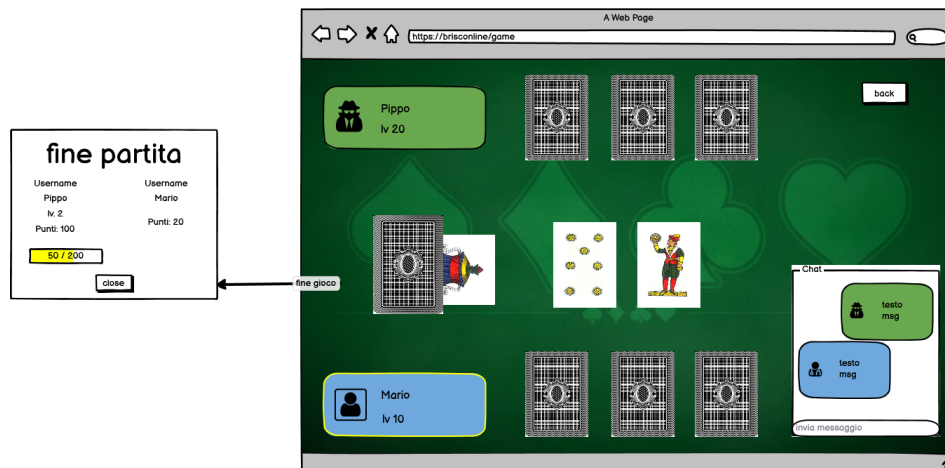 A Web Page
https://brisconline/game
Pippo
lv 20
back
fine partita
Username
Pippo
lv. 2
Punti: 100
Username
Mario
Punti: 20
50 / 200
close
fine gioco
Chat
testo
msg
testo
msg
invia messaggio
Mario
lv 10